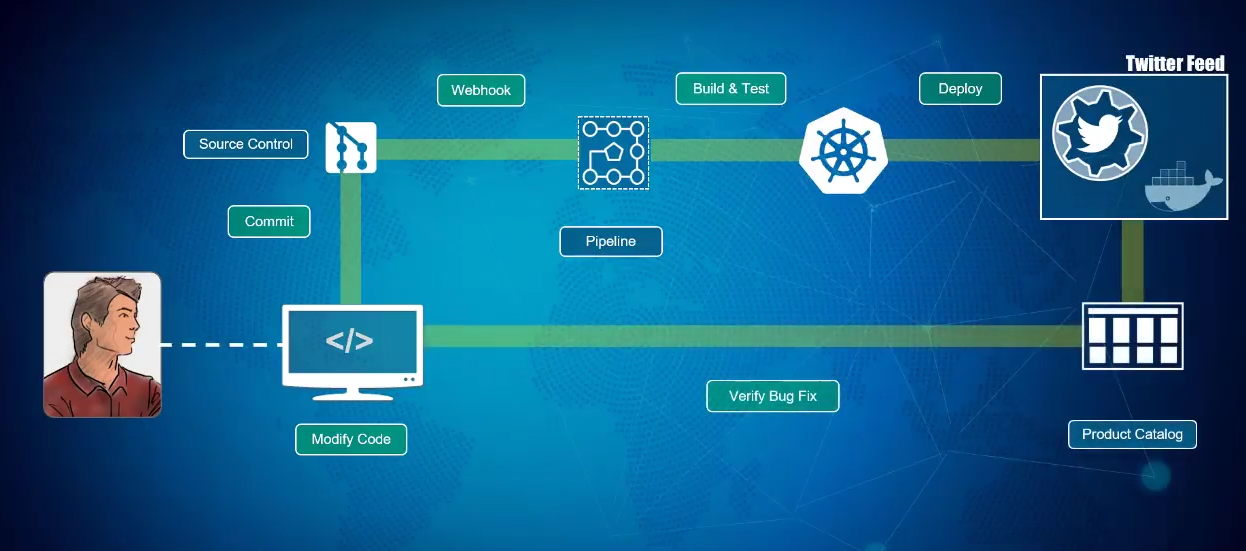 Twitter Feed
Webhook
Build & Test
Deploy
Source Control
Commit
Pipeline
</>
Verify Bug Fix
Modify Code
Product Catalog